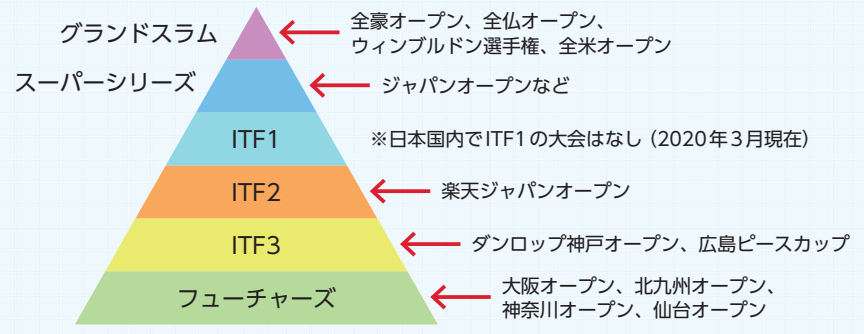 グランドスラム
全豪オープン、全仏オープン、
ウィンブルドン選手権、全米オープン
スーパーシリーズ
ジャパンオープンなど
ITF1
※日本国内でITF1の大会はなし（2020年3月現在）
ITF2
楽天ジャパンオープン
ITF3
ダンロップ神戸オープン、広島ピースカップ
フューチャーズ
大阪オープン、北九州オープン、
神奈川オープン、仙台オープン